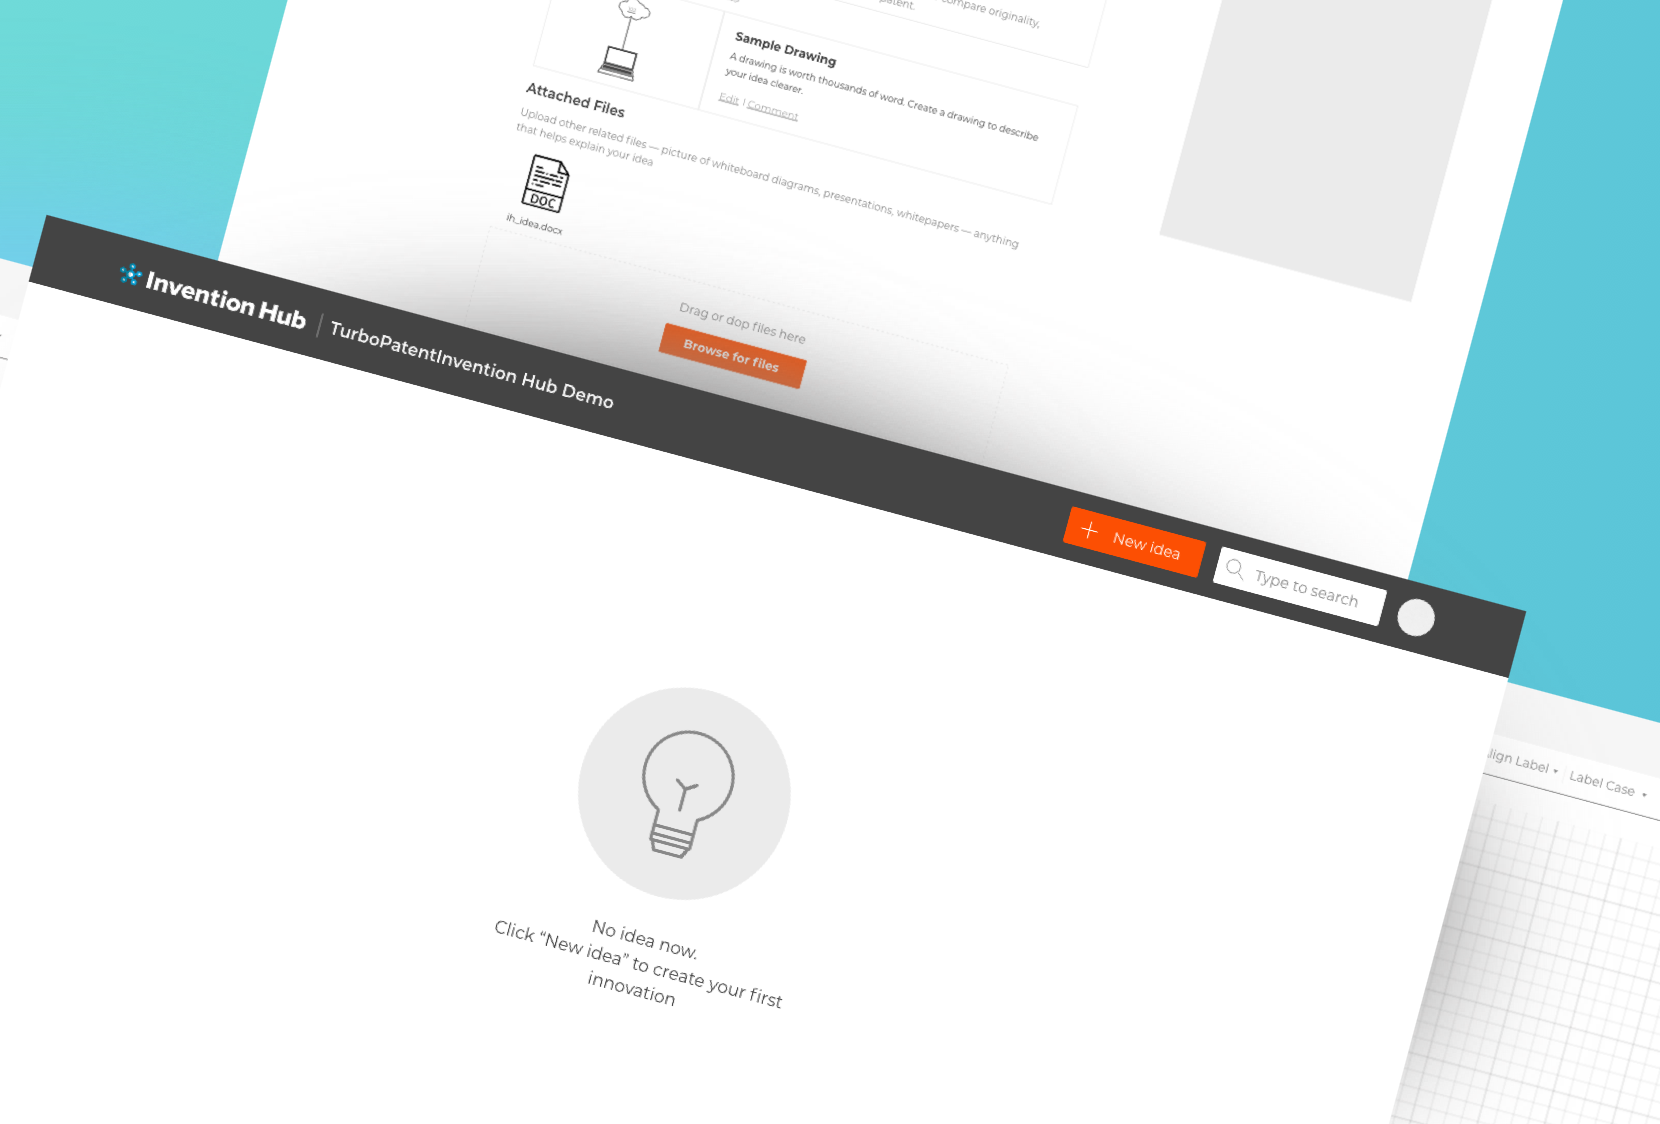 compare originality,
patent.
Sample Drawing
A drawing is worth thousands of word. Create a drawing to describe
your idea clearer.
Edit | Comment
Attached Files
Upload other related files — picture of whiteboard diagrams, presentations, whitepapers — anything
that helps explain your idea
DOC
ih_idea.docx
Drag or dop files here
Browse for files
Invention Hub | TurboPatentInvention Hub Demo
New idea
Type to search
No idea now.
Click “New idea” to create your first
innovation
lign Label
Label Case